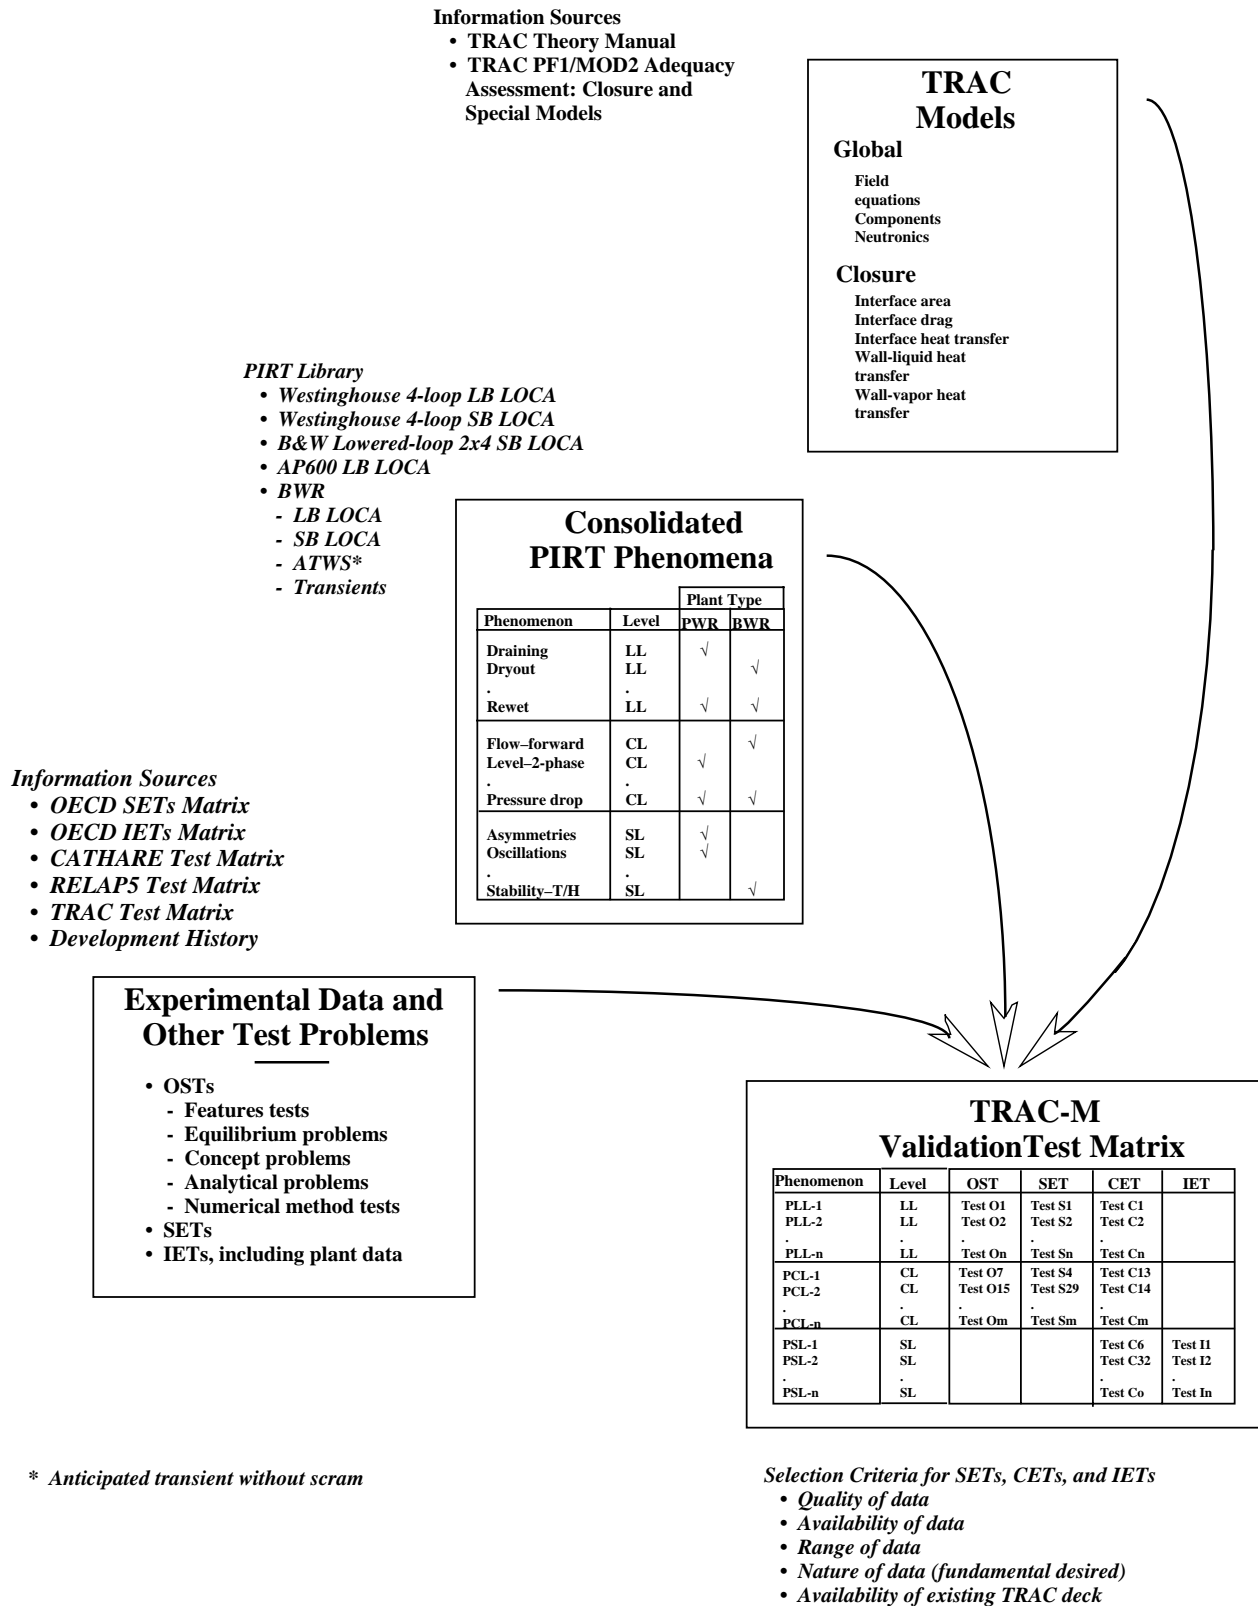 Information Sources
• TRAC Theory Manual
• TRAC PF1/MOD2 Adequacy
Assessment: Closure and
Special Models
TRAC
Models
Global
Field
equations
Components
Neutronics
Closure
Interface area
Interface drag
Interface heat transfer
Wall-liquid heat
transfer
Wall-vapor heat
transfer
PIRT Library
• Westinghouse 4-loop LB LOCA
• Westinghouse 4-loop SB LOCA
• B&W Lowered-loop 2x4 SB LOCA
• AP600 LB LOCA
• BWR
- LB LOCA
- SB LOCA
- ATWS*
- Transients
Consolidated
PIRT Phenomena
Plant Type
Phenomenon Level PWR BWR
Draining LL √
Dryout LL √
. .
Rewet LL √ √
Flow–forward CL √
Level–2-phase CL √
. .
Pressure drop CL √ √
Asymmetries SL √
Oscillations SL √
. .
Stability–T/H SL √
Information Sources
• OECD SETs Matrix
• OECD IETs Matrix
• CATHARE Test Matrix
• RELAP5 Test Matrix
• TRAC Test Matrix
• Development History
Experimental Data and
Other Test Problems
• OSTs
- Features tests
- Equilibrium problems
- Concept problems
- Analytical problems
- Numerical method tests
• SETs
• IETs, including plant data
TRAC-M
ValidationTest Matrix
Phenomenon Level OST SET CET IET
PLL-1 LL Test O1 Test S1 Test C1
PLL-2 LL Test O2 Test S2 Test C2
. . . . .
PLL-n LL Test On Test Sn Test Cn
PCL-1 CL Test O7 Test S4 Test C13
PCL-2 CL Test O15 Test S29 Test C14
. . . . .
PCL-n CL Test Om Test Sm Test Cm
PSL-1 SL Test C6 Test I1
PSL-2 SL Test C32 Test I2
. . . .
PSL-n SL Test Co Test In
* Anticipated transient without scram
Selection Criteria for SETs, CETs, and IETs
• Quality of data
• Availability of data
• Range of data
• Nature of data (fundamental desired)
• Availability of existing TRAC deck